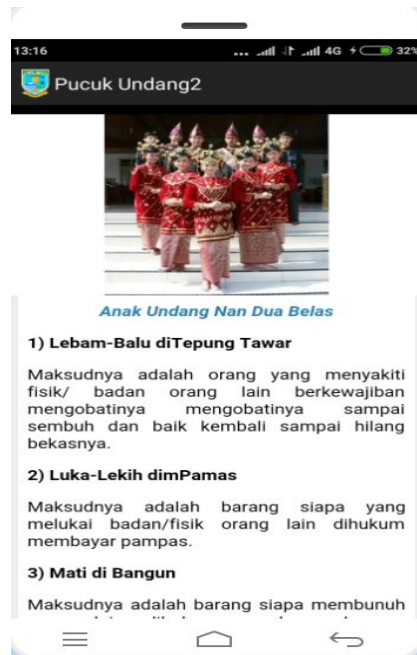 13:16
4G
32%
Pucuk Undang2
Anak Undang Nan Dua Belas
1) Lebam-Balu diTepung Tawar
Maksudnya adalah orang yang menyakiti
fisik/ badan orang lain berkewajiban
mengobatinya mengobatinya sampai
sembuh dan baik kembali sampai hilang
bekasnya.
2) Luka-Lekih dimPamas
Maksudnya adalah barang siapa yang
melukai badan/fisik orang lain dihukum
membayar pampas.
3) Mati di Bangun
Maksudnya adalah barang siapa membunuh